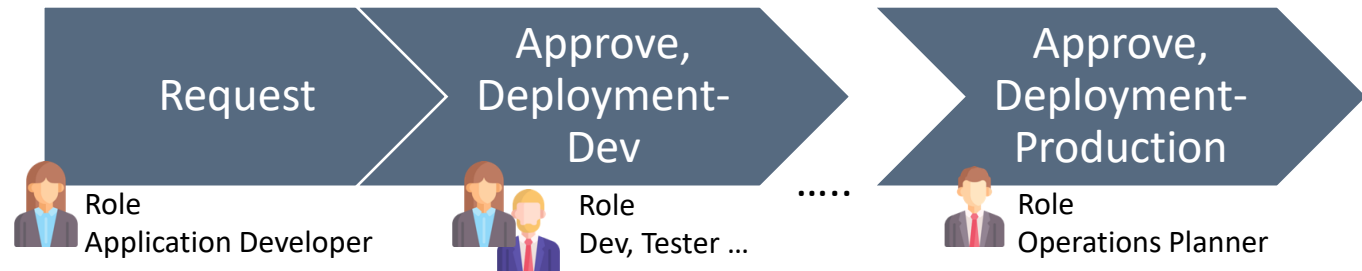 Request
Approve,
Deployment-
Dev
Approve,
Deployment-
Production
.....
Role
Application Developer
Role
Dev, Tester ...
Role
Operations Planner